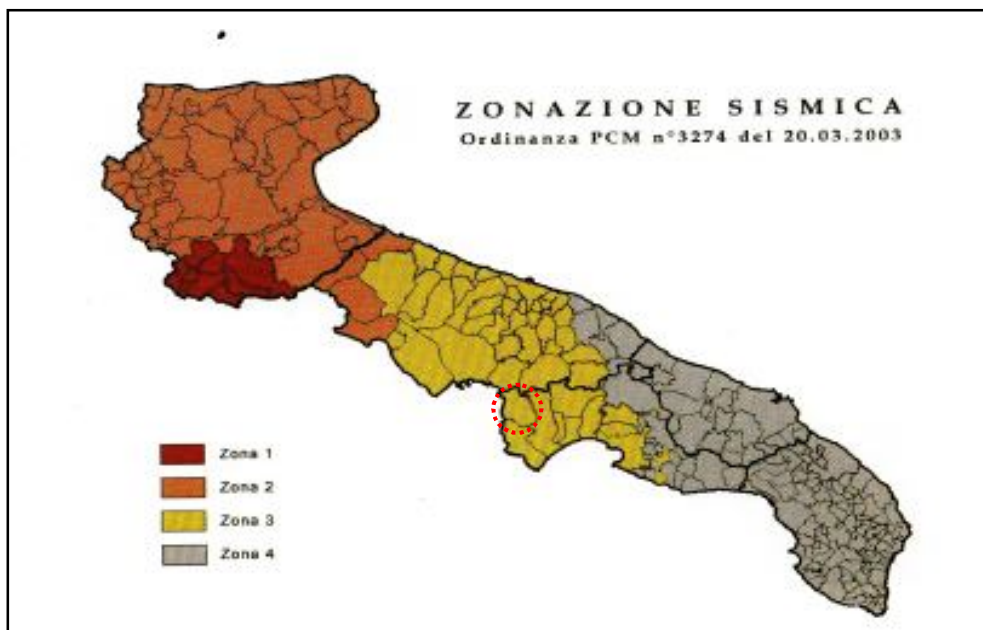 ZONAZIONE SISMICA
Ordinanza PCM n°3274 del 20.03.2003
Zona 1
Zona 2
Zona 3
Zona 4